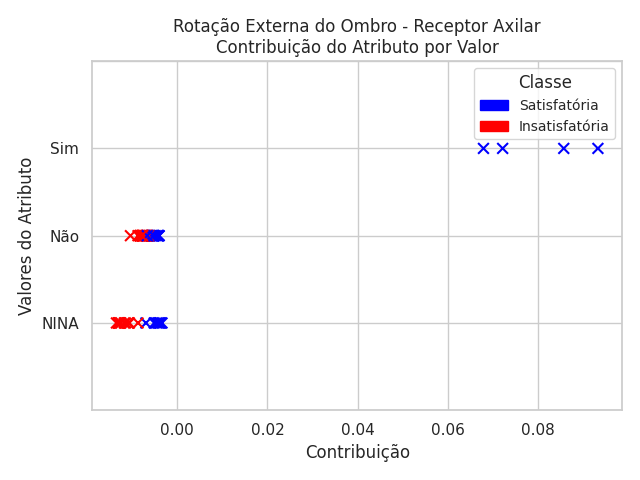 Rotação Externa do Ombro - Receptor Axilar
Contribuição do Atributo por Valor
Classe
Satisfatória
Insatisfatória
Valores do Atributo
Sim
Não
NINA
0.00
0.02
0.04
0.06
0.08
Contribuição